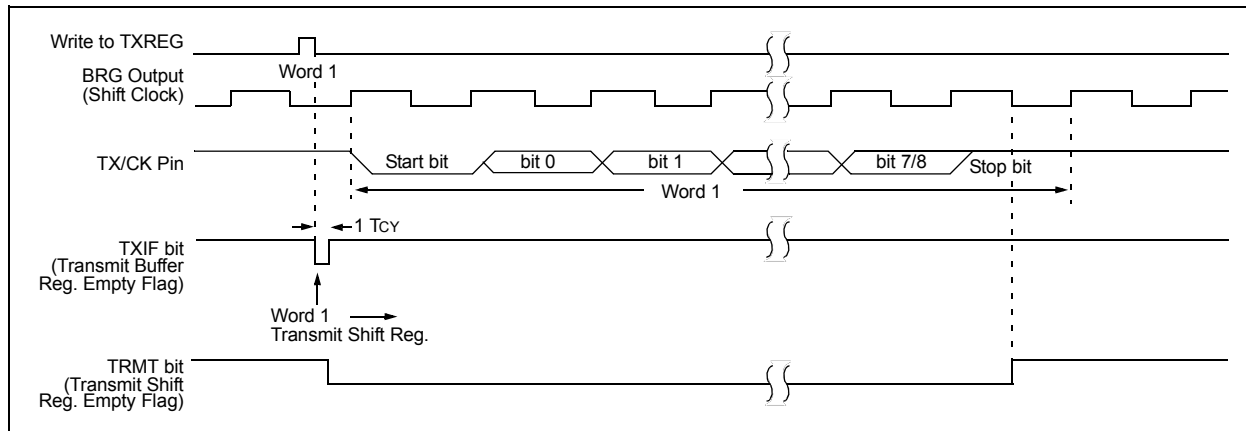 Write to TXREG
Word 1
BRG Output
(Shift Clock)
TX/CK Pin
Start bit
bit 0
bit 1
bit 7/8
Stop bit
Word 1
1 TCY
TXIF bit
(Transmit Buffer
Reg. Empty Flag)
Word 1
Transmit Shift Reg.
TRMT bit
(Transmit Shift
Reg. Empty Flag)